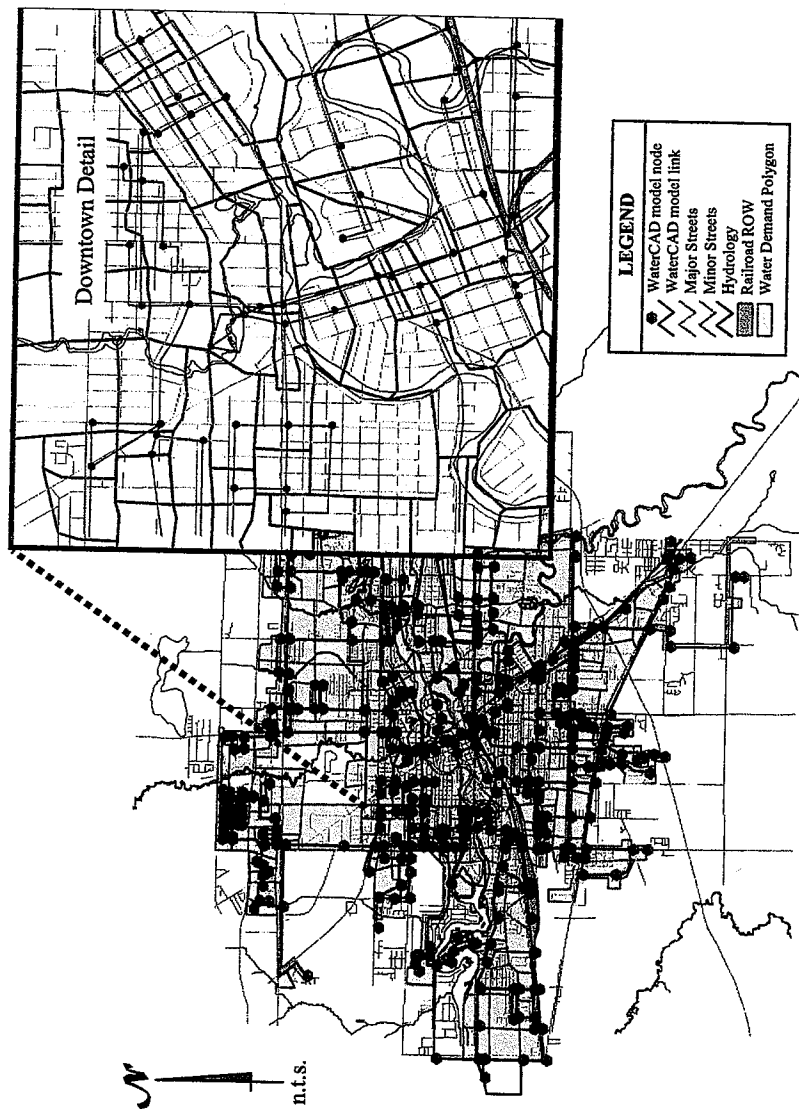 Downtown Detail
LEGEND
WaterCAD model node
WaterCAD model link
Major Streets
Minor Streets
Hydrology
Railroad ROW
Water Demand Polygon
N
n.t.s.